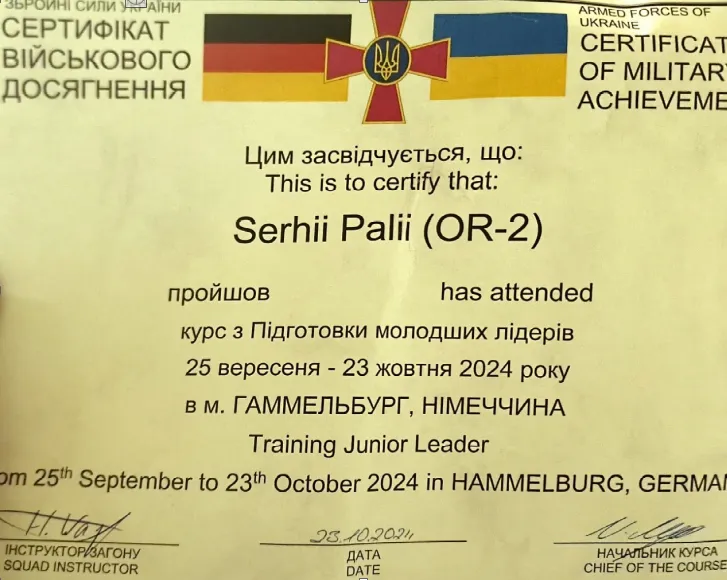 ЗБРОЙНІ СИЛИ УКРАЇНИ
СЕРТИФІКАТ
ВІЙСЬКОВОГО
ДОСЯГНЕННЯ
ARMED FORCES OF
UKRAINE
CERTIFICAT
OF MILITAR
ACHIEVEME
Цим засвідчується, що:
This is to certify that:
Serhii Palii (OR-2)
пройшов has attended
курс з Підготовки молодших лідерів
25 вересеня - 23 жовтня 2024 року
в м. ГАММЕЛЬБУРГ, НІМЕЧЧИНА
Training Junior Leader
om 25th September to 23th October 2024 in HAMMELBURG, GERMAN
23.10.2024
ІНСТРУКТОР ЗАГОНУ
SQUAD INSTRUCTOR
ДАТА
DATE
НАЧАЛЬНИК КУРСА
CHIEF OF THE COURSE